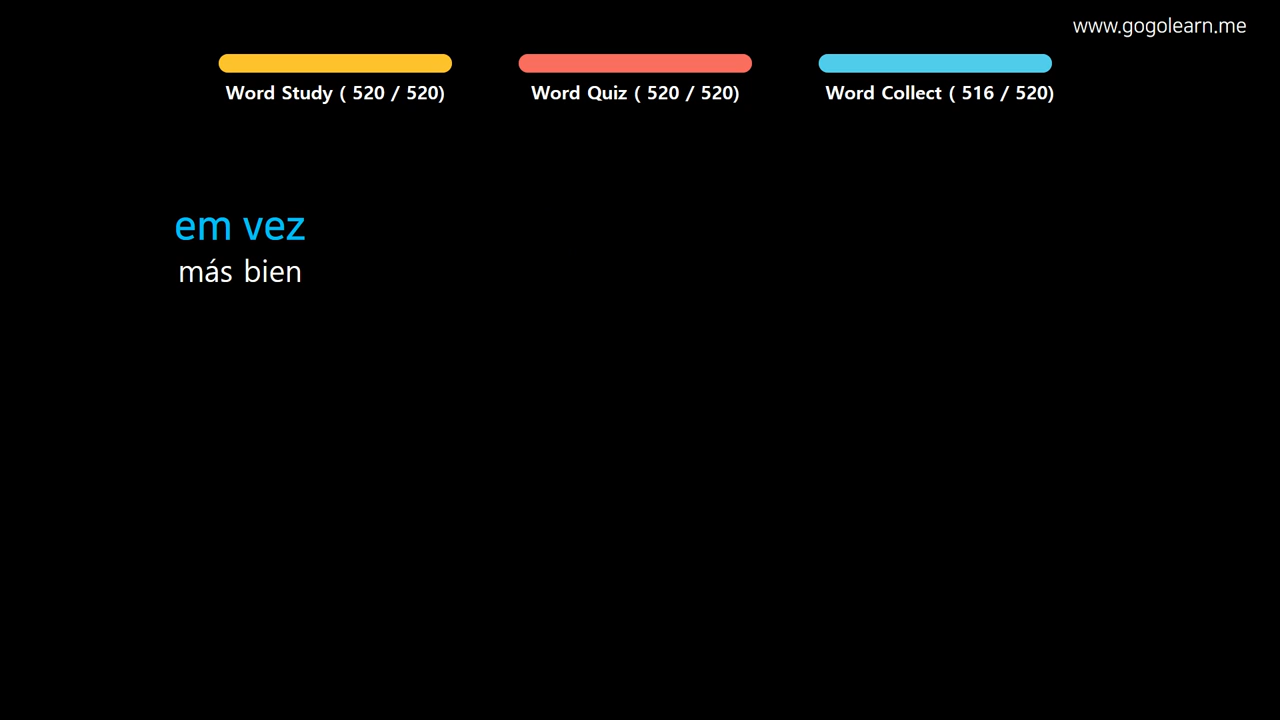 www.gogolearn.me
Word Study ( 520 / 520)
Word Quiz ( 520 / 520)
Word Collect ( 516 / 520)
em vez
más bien